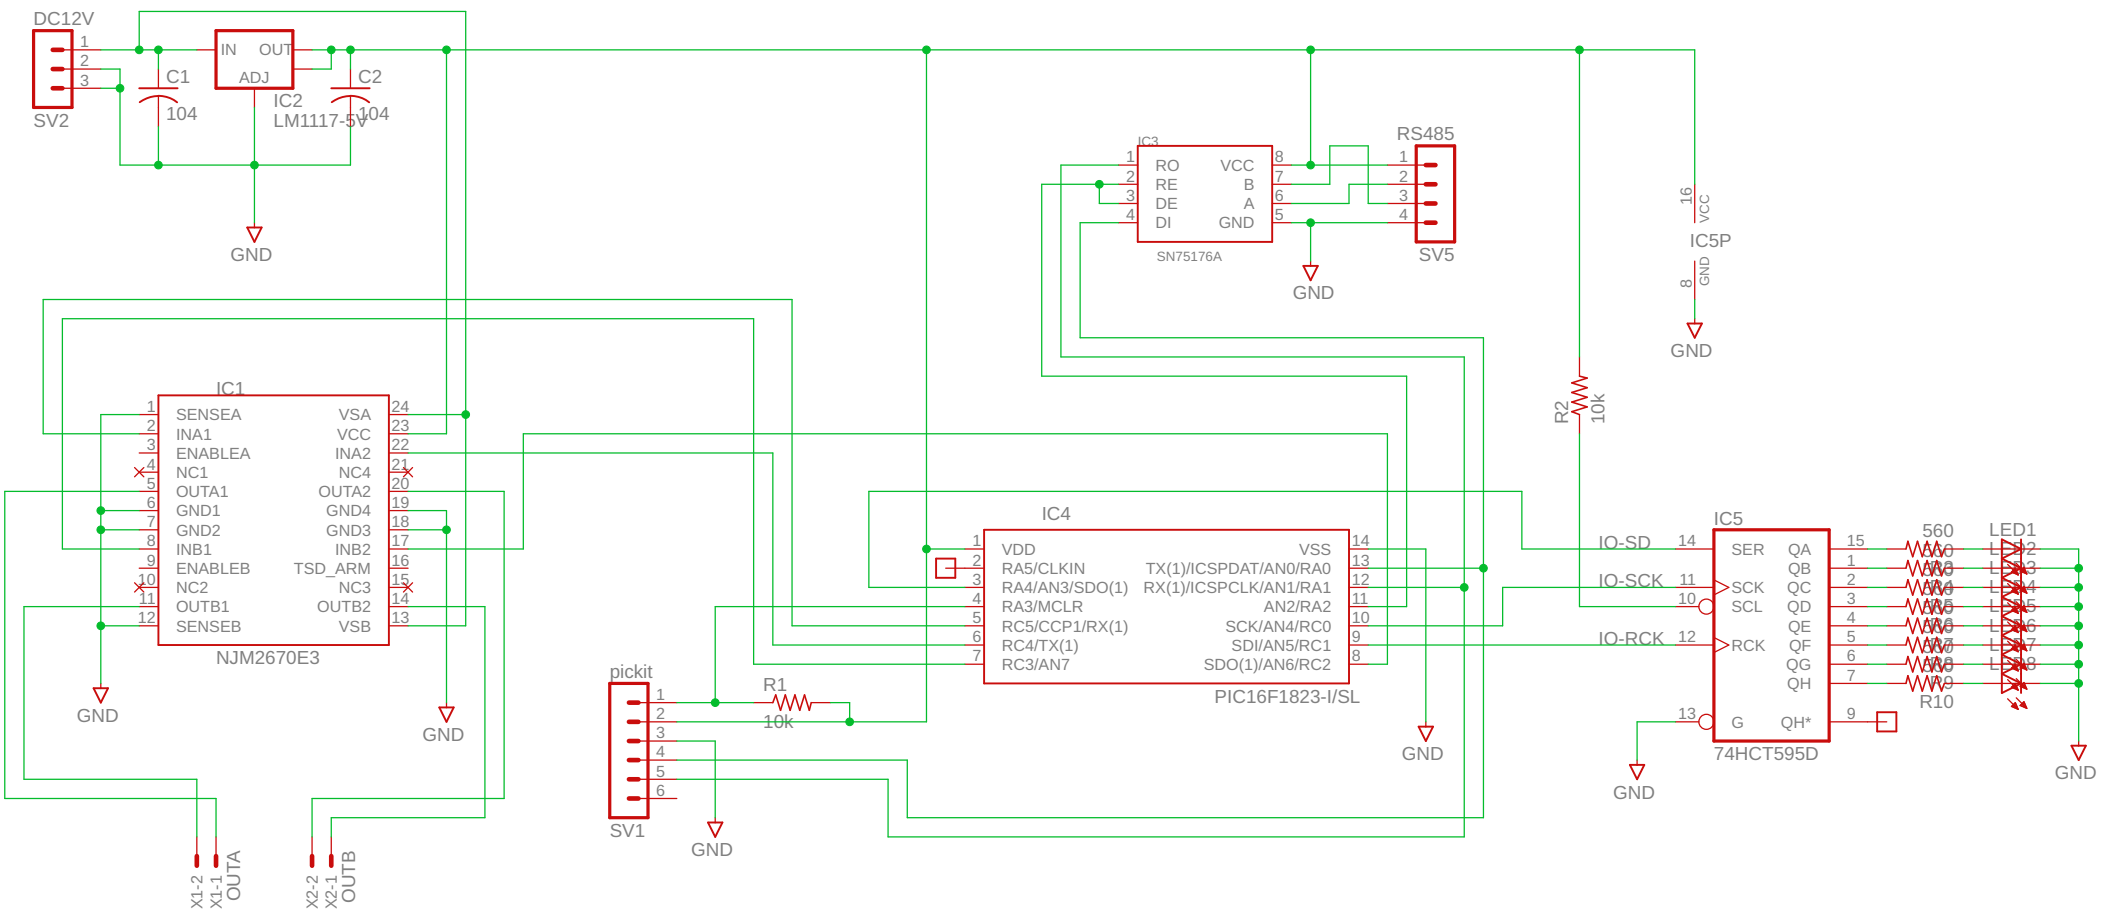 DC12V
1
2
3
SV2
C1
104
IN
OUT
ADJ
IC2
LM1117-5V
C2
104
GND
IC3
1
RO
2
RE
3
DE
4
DI
VCC
8
B
7
A
6
GND
5
SN75176A
RS485
1
2
3
4
SV5
GND
16
VCC
IC5P
8
GND
GND
R2
10k
IC1
1
SENSEA
2
INA1
3
ENABLEA
4
NC1
5
OUTA1
6
GND1
7
GND2
8
INB1
9
ENABLEB
10
NC2
11
OUTB1
12
SENSEB
VSA
24
VCC
23
INA2
22
NC4
21
OUTA2
20
GND4
19
GND3
18
INB2
17
TSD_ARM
16
NC3
15
OUTB2
14
VSB
13
NJM2670E3
GND
GND
X1-2
X1-1
OUTA
X2-2
X2-1
OUTB
pickit
1
2
3
4
5
6
SV1
R1
10k
GND
IC4
1
VDD
2
RA5/CLKIN
3
RA4/AN3/SDO(1)
4
RA3/MCLR
5
RC5/CCP1/RX(1)
6
RC4/TX(1)
7
RC3/AN7
VSS
14
TX(1)/ICSPDAT/AN0/RA0
13
RX(1)/ICSPCLK/AN1/RA1
12
AN2/RA2
11
SCK/AN4/RC0
10
SDI/AN5/RC1
9
SDO(1)/AN6/RC2
8
PIC16F1823-I/SL
GND
IO-SD
IO-SCK
IO-RCK
IC5
14
SER
11
SCK
10
SCL
12
RCK
13
G
QA
15
QB
1
QC
2
QD
3
QE
4
QF
5
QG
6
QH
7
QH*
9
74HCT595D
GND
560
R10
LED1
GND